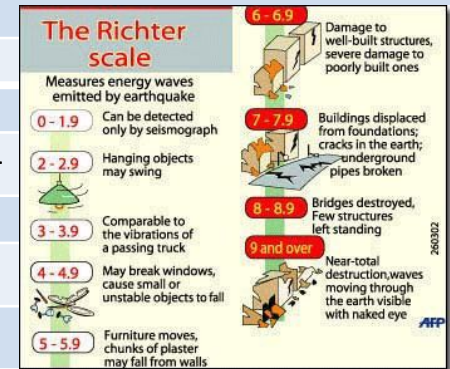 The Richter
scale
Measures energy waves
emitted by earthquake
0 - 1.9
Can be detected
only by seismograph
2 - 2.9
Hanging objects
may swing
3 - 3.9
Comparable to
the vibrations of
a passing truck
4 - 4.9
May break windows,
cause small or
unstable objects to fall
5 - 5.9
Furniture moves,
chunks of plaster
may fall from walls
6 - 6.9
Damage to
well-built structures,
severe damage to
poorly built ones
7 - 7.9
Buildings displaced
from foundations;
cracks in the earth;
underground
pipes broken
8 - 8.9
Bridges destroyed,
Few structures
left standing
9 and over
Near-total
destruction,waves
moving through
the earth visible
with naked eye
260302
AFP